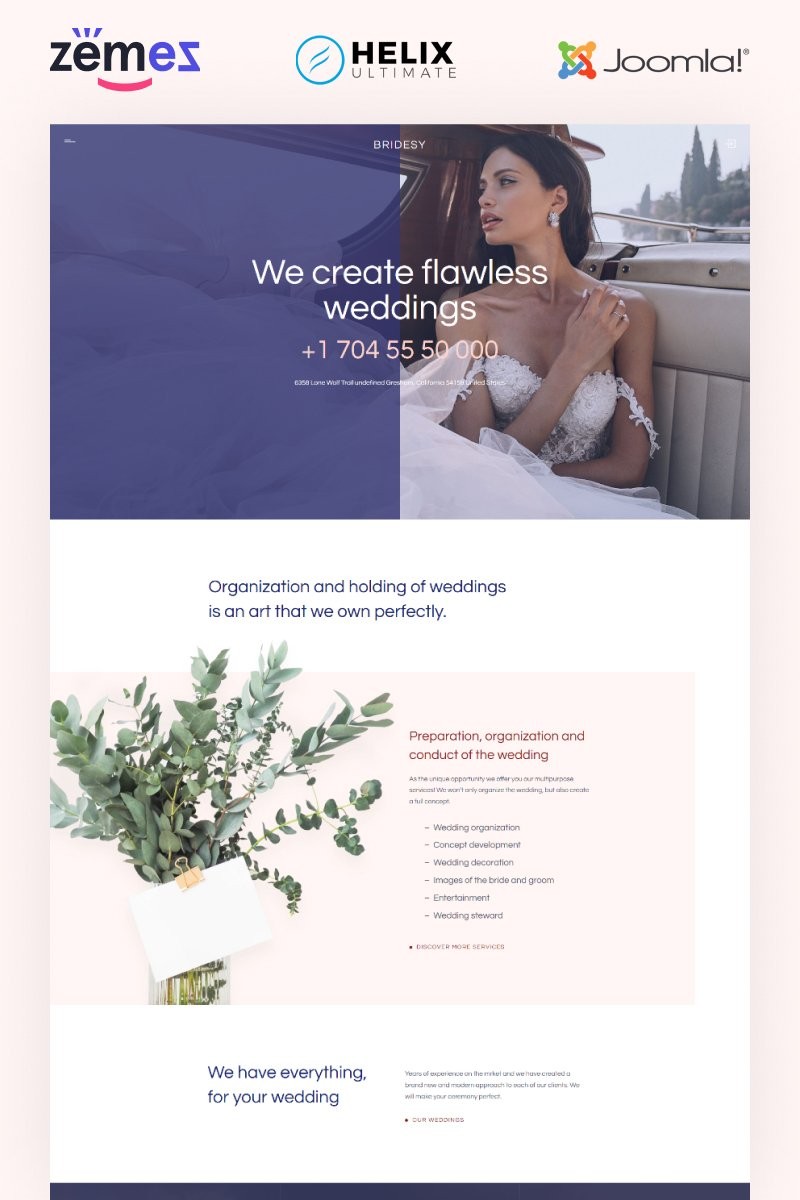 zemes
HELIX
ULTIMATE
Joomla!®
BRIDESY
We create flawless
weddings
+1 704 55 50 000
6358 Lone Wolf Trail undefined Gresham, California 54158 United States
Organization and holding of weddings
is an art that we own perfectly.
Preparation, organization and
conduct of the wedding
As the unique opportunity we offer you our multipurpose
services! We won't only organize the wedding, but also create
a full concept.
– Wedding organization
– Concept development
– Wedding decoration
– Images of the bride and groom
– Entertainment
– Wedding steward
DISCOVER MORE SERVICES
We have everything,
for your wedding
Years of experience on the mrket and we have created a
brand new and modern approach to each of our clients. We
will make your ceremony perfect.
OUR WEDDINGS